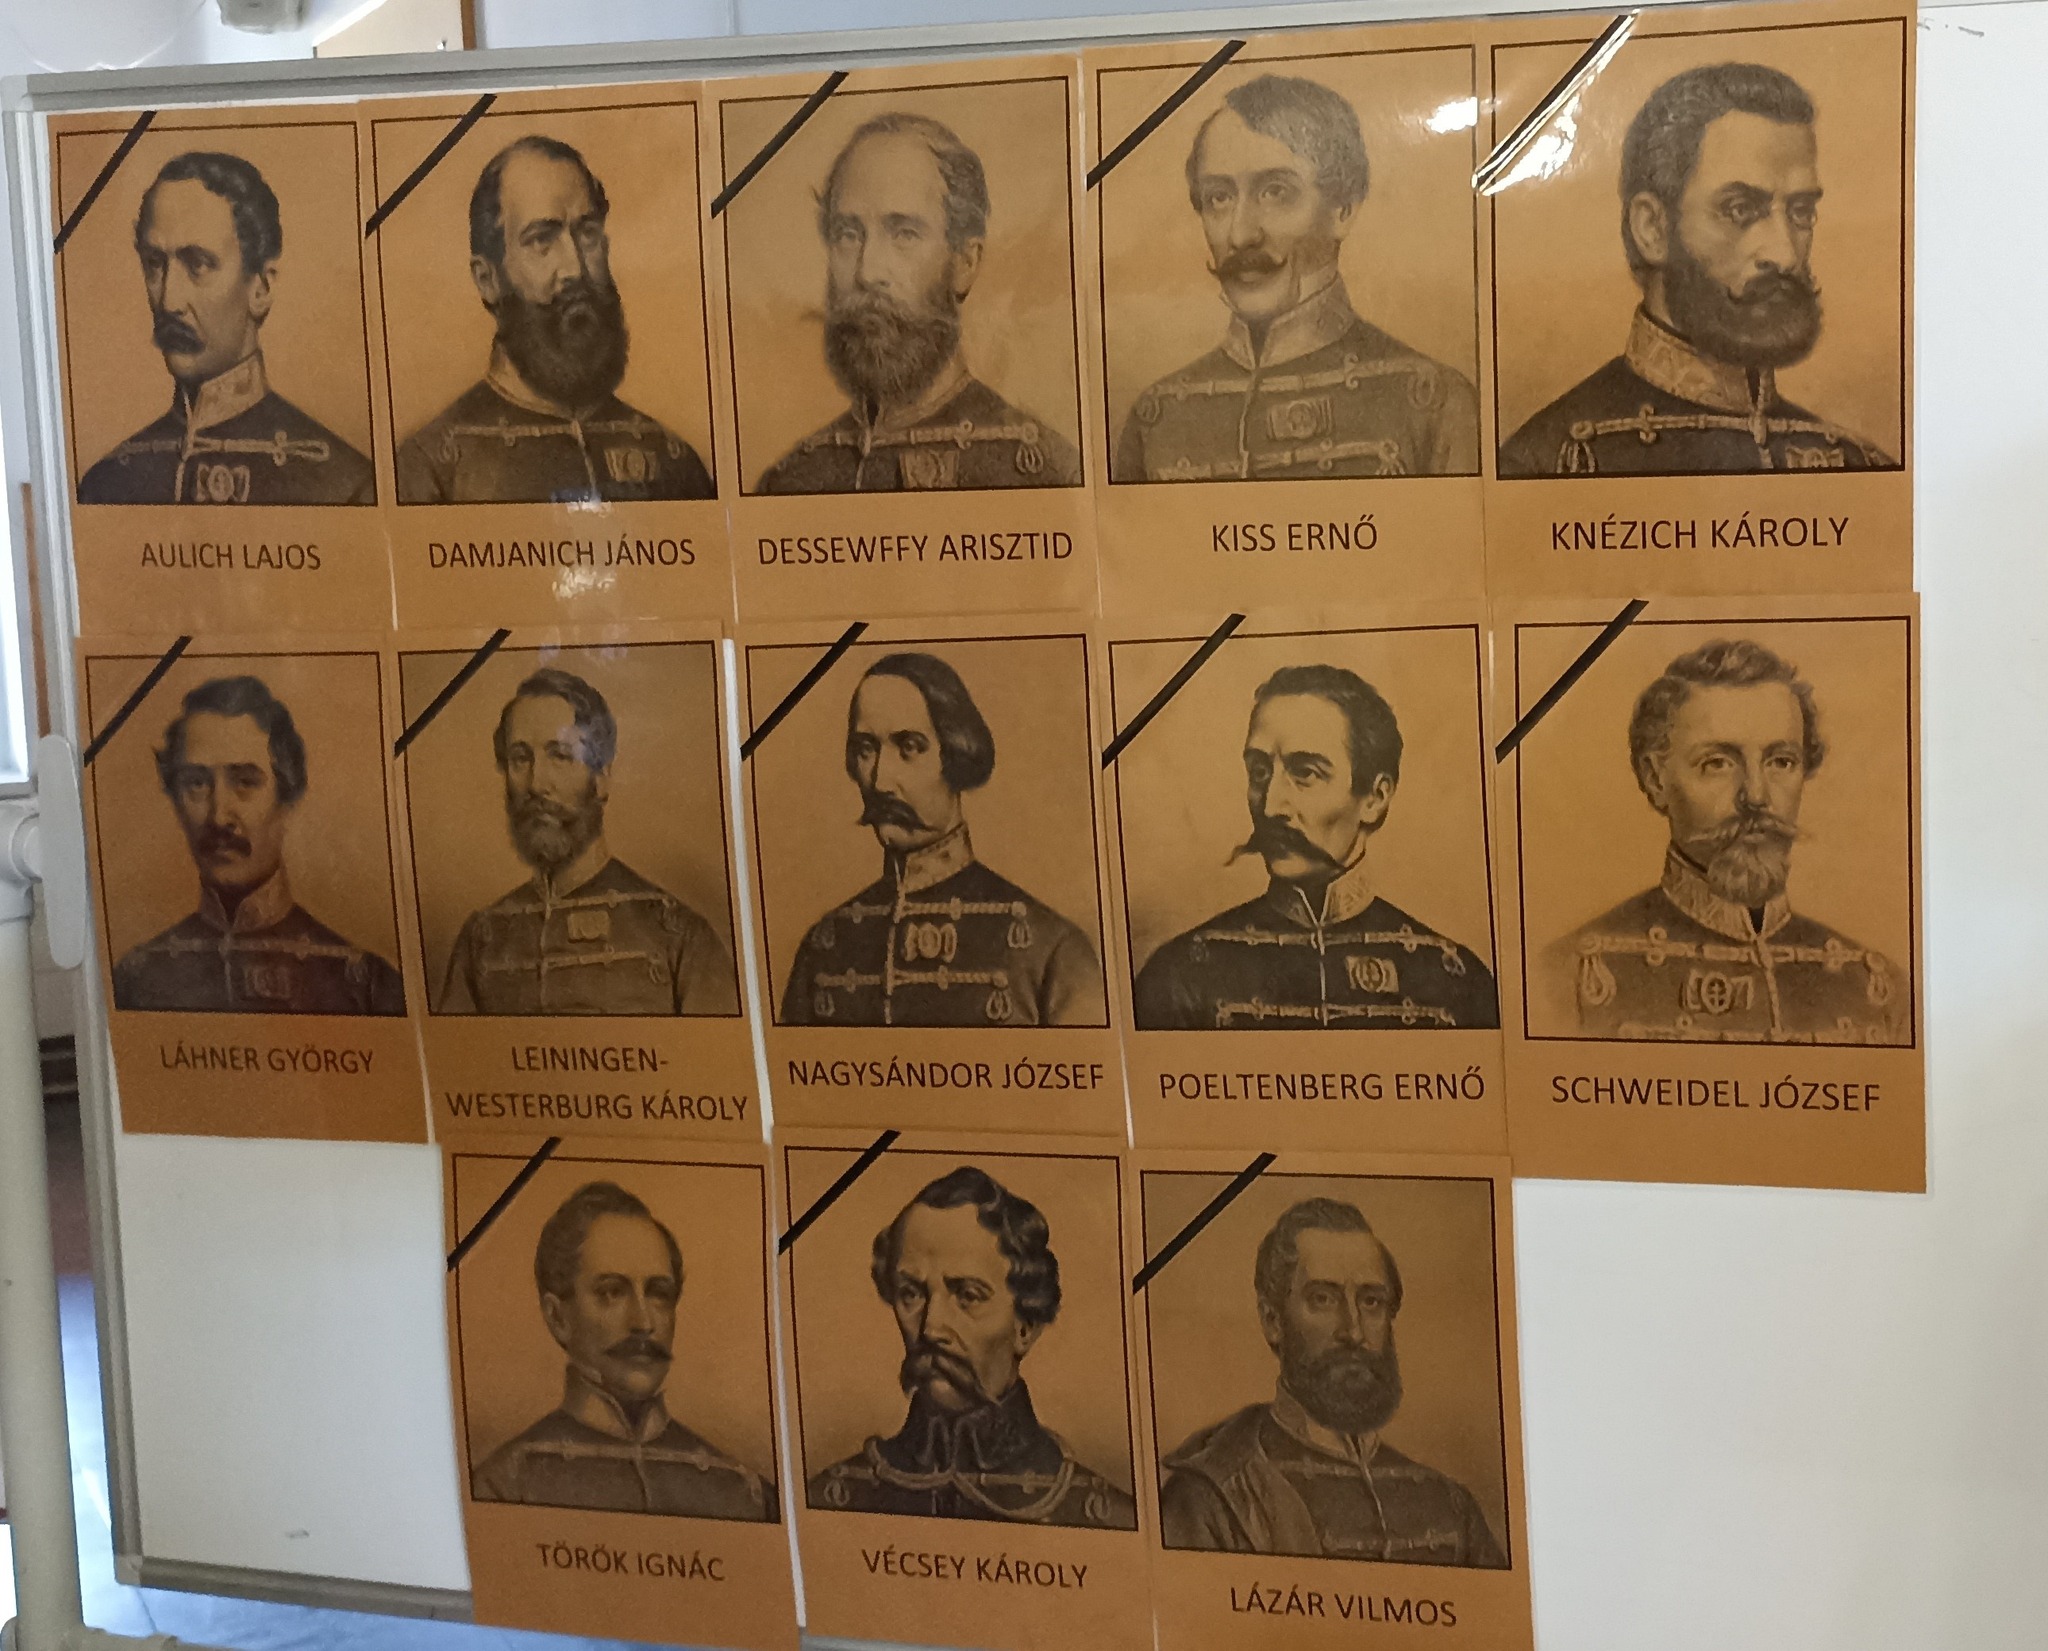 AULICH LAJOS
DAMJANICH JÁNOS
DESSEWFFY ARISZTID
KISS ERNŐ
KNÉZICH KÁROLY
LÁHNER GYÖRGY
LEININGEN-
WESTERBURG KÁROLY
NAGYSÁNDOR JÓZSEF
POELTENBERG ERNŐ
SCHWEIDEL JÓZSEF
TÖRÖK IGNÁC
VÉCSEY KÁROLY
LÁZÁR VILMOS